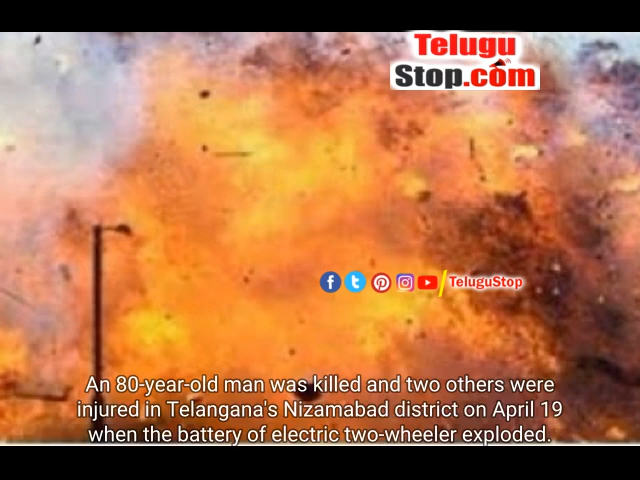 Telugu
Stop.com
TeluguStop
An 80-year-old man was killed and two others were
injured in Telangana's Nizamabad district on April 19
when the battery of electric two-wheeler exploded.